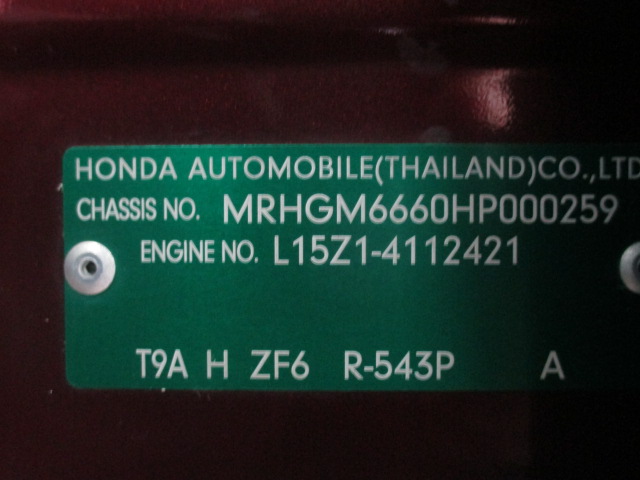 HONDA AUTOMOBILE(THAILAND)CO.,LTD
CHASSIS NO. MRHGM6660HP000259
ENGINE NO. L15Z1-4112421
T9A H ZF6 R-543P A